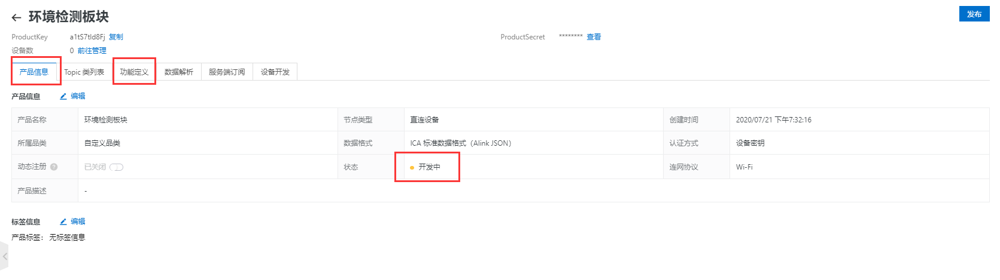 环境检测板块
发布
ProductKey a1tS7tId8Fj 复制 ProductSecret ******** 查看
设备数 0 前往管理
产品信息 Topic 类列表 功能定义 数据解析 服务端订阅 设备开发
产品信息 编辑
产品名称 环境检测板块 节点类型 直连设备 创建时间 2020/07/21 下午7:32:16
所属品类 自定义品类 数据格式 ICA 标准数据格式（Alink JSON） 认证方式 设备密钥
动态注册 ? 已关闭 状态 开发中 连网协议 Wi-Fi
产品描述 -
标签信息 编辑
产品标签： 无标签信息